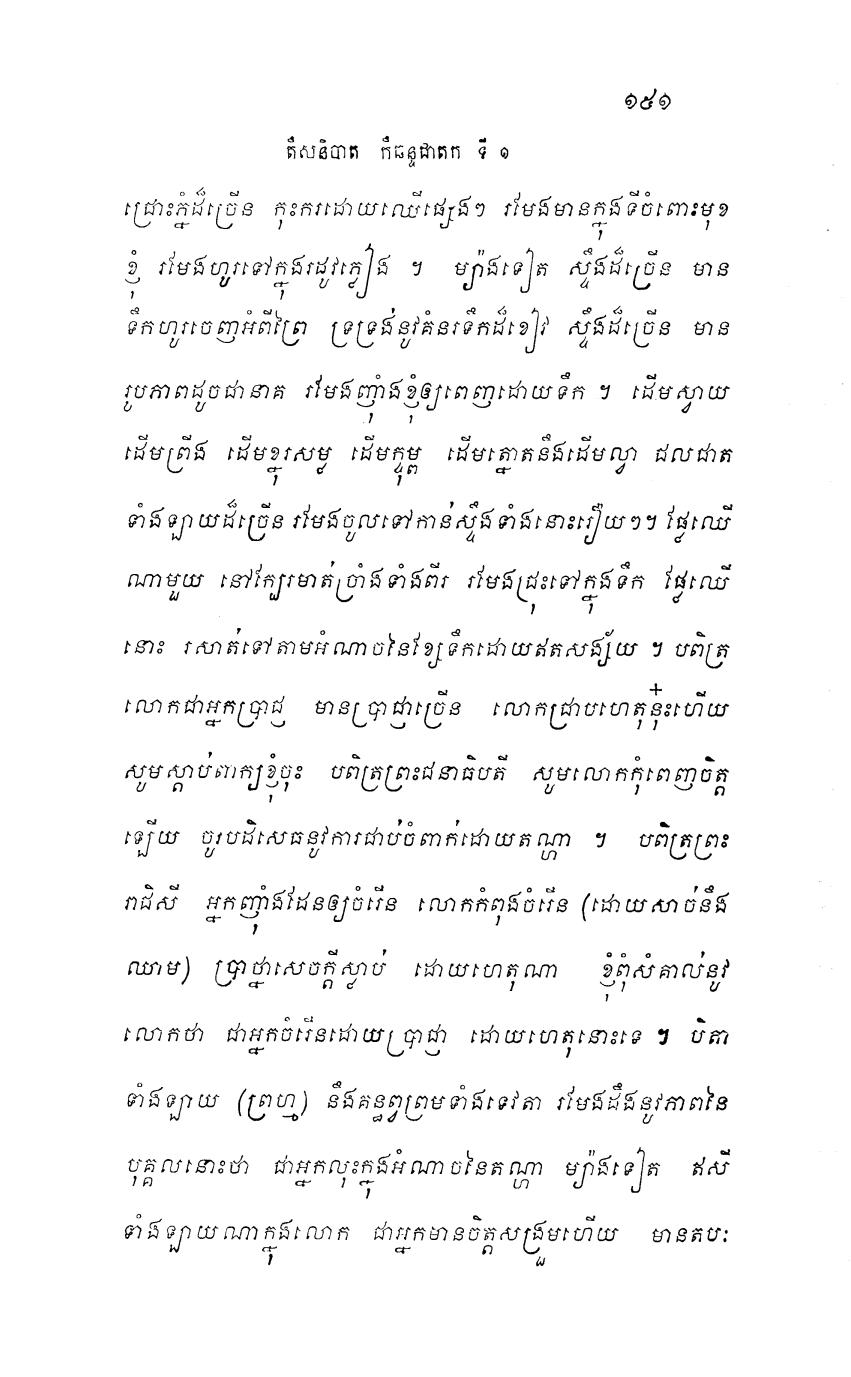 ១៥១
តឹសនិបាត កឹឆន្ទជាតក ទី ១
ជ្រោះភ្នំដ៏ច្រើន កុះករដោយឈើផ្សេងៗ រមែងមានក្នុងទីចំពោះមុខ
ខ្ញុំ រមែងហូរទៅក្នុងរដូវភ្លៀង ។ ម្យ៉ាងទៀត ស្ទឹងដ៏ច្រើន មាន
ទឹកហូរចេញអំពីព្រៃ ទ្រទ្រង់នូវគំនរទឹកដ៏ខៀវ ស្ទឹងដ៏ច្រើន មាន
រូបភាពដូចជានាគ រមែងញ៉ាំងខ្ញុំឲ្យពេញដោយទឹក ។ ដើមស្វាយ
ដើមព្រីង ដើមខ្នុរសម្ល ដើមក្ទុម្ព ដើមត្នោតនឹងដើមល្វា ដលជាត
ទាំងឡាយដ៏ច្រើន រមែងចូលទៅកាន់ស្ទឹងទាំងនោះរឿយៗ។ ផ្លែឈើ
ណាមួយ នៅក្បែរមាត់ច្រាំងទាំងពីរ រមែងជ្រុះទៅក្នុងទឹក ផ្លែឈើ
នោះ រសាត់ទៅតាមអំណាចនៃខ្សែទឹកដោយឥតសង្ស័យ ។ បពិត្រ
លោកជាអ្នកប្រាជ្ញ មានប្រាជ្ញាច្រើន លោកជ្រាបហេតុនុ៎ះហើយ
សូមស្តាប់ពាក្យខ្ញុំចុះ បពិត្រព្រះជនាធិបតី សូមលោកកុំពេញចិត្ត
ឡើយ ចូរបដិសេធនូវការជាប់ចំពាក់ដោយតណ្ហា ។ បពិត្រព្រះ
រាជិសី អ្នកញ៉ាំងដែនឲ្យចំរើន លោកកំពុងចំរើន (ដោយសាច់នឹង
ឈាម) ប្រាថ្នាសេចក្តីស្លាប់ ដោយហេតុណា ខ្ញុំពុំសំគាល់នូវ
លោកថា ជាអ្នកចំរើនដោយប្រាជ្ញា ដោយហេតុនោះទេ ។ បិតា
ទាំងឡាយ (ព្រហ្ម) នឹងគន្ធព្វព្រមទាំងទេវតា រមែងដឹងនូវភាពនៃ
បុគ្គលនោះថា ជាអ្នកលុះក្នុងអំណាចនៃតណ្ហា ម្យ៉ាងទៀត ឥសី
ទាំងឡាយណាក្នុងលោក ជាអ្នកមានចិត្តសង្រួមហើយ មានតបៈ